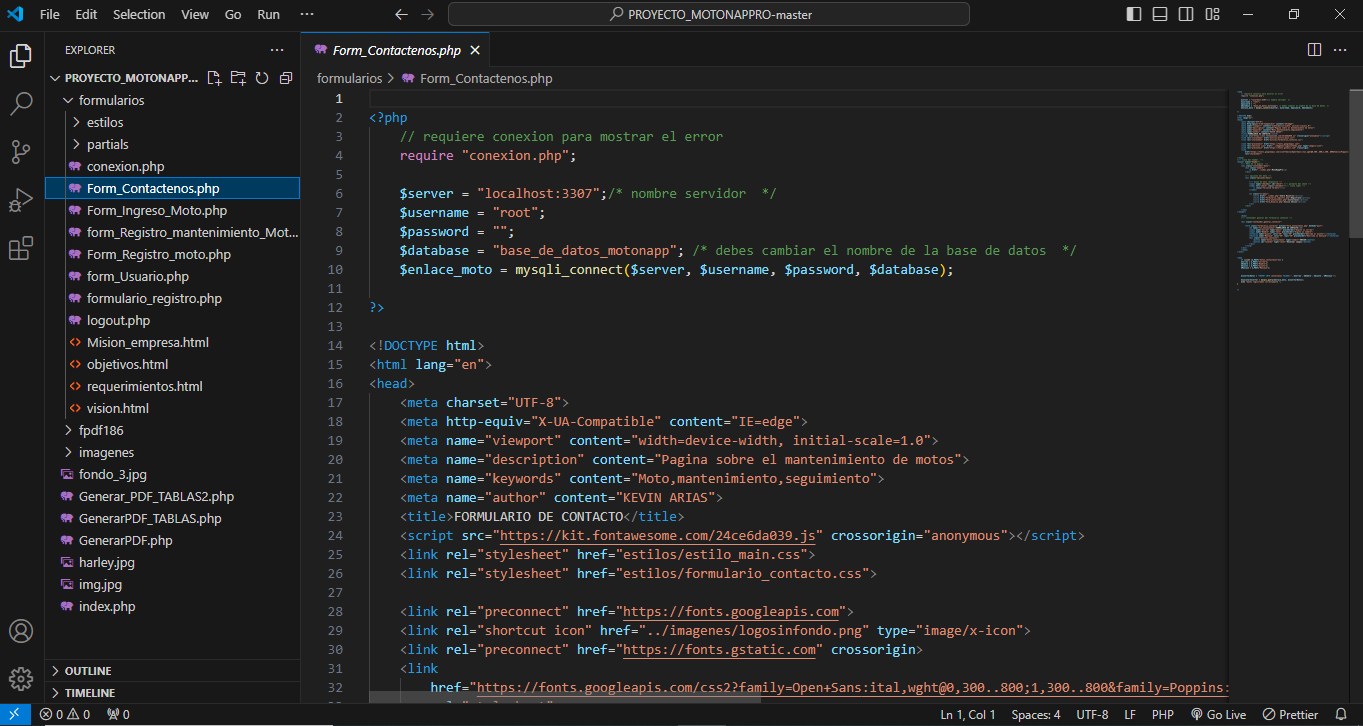 File Edit Selection View Go Run ··· PROYECTO_MOTONAPPRO-master
EXPLORER ···
PROYECTO_MOTONAPP...
formularios
estilos
partials
conexion.php
Form_Contactenos.php
Form_Ingreso_Moto.php
form_Registro_mantenimiento_Mot...
Form_Registro_moto.php
form_Usuario.php
formulario_registro.php
logout.php
Mision_empresa.html
objetivos.html
requerimientos.html
vision.html
fpdf186
imagenes
fondo_3.jpg
Generar_PDF_TABLAS2.php
GenerarPDF_TABLAS.php
GenerarPDF.php
harley.jpg
img.jpg
index.php
OUTLINE
TIMELINE
Form_Contactenos.php
formularios > Form_Contactenos.php
1
2 <?php
3 // requiere conexion para mostrar el error
4 require "conexion.php";
5
6 $server = "localhost:3307";/* nombre servidor */
7 $username = "root";
8 $password = "";
9 $database = "base_de_datos_motonapp"; /* debes cambiar el nombre de la base de datos */
10 $enlace_moto = mysqli_connect($server, $username, $password, $database);
11
12 ?>
13
14 <!DOCTYPE html>
15 <html lang="en">
16 <head>
17 <meta charset="UTF-8">
18 <meta http-equiv="X-UA-Compatible" content="IE=edge">
19 <meta name="viewport" content="width=device-width, initial-scale=1.0">
20 <meta name="description" content="Pagina sobre el mantenimiento de motos">
21 <meta name="keywords" content="Moto,mantenimiento,seguimiento">
22 <meta name="author" content="KEVIN ARIAS">
23 <title>FORMULARIO DE CONTACTO</title>
24 <script src="https://kit.fontawesome.com/24ce6da039.js" crossorigin="anonymous"></script>
25 <link rel="stylesheet" href="estilos/estilo_main.css">
26 <link rel="stylesheet" href="estilos/formulario_contacto.css">
27
28 <link rel="preconnect" href="https://fonts.googleapis.com">
29 <link rel="shortcut icon" href="../imagenes/logosinfondo.png" type="image/x-icon">
30 <link rel="preconnect" href="https://fonts.gstatic.com" crossorigin>
31 <link
32 href="https://fonts.googleapis.com/css2?family=Open+Sans:ital,wght@0,300..800;1,300..800&family=Poppins:
0 0 0 Ln 1, Col 1 Spaces: 4 UTF-8 LF PHP Go Live Prettier